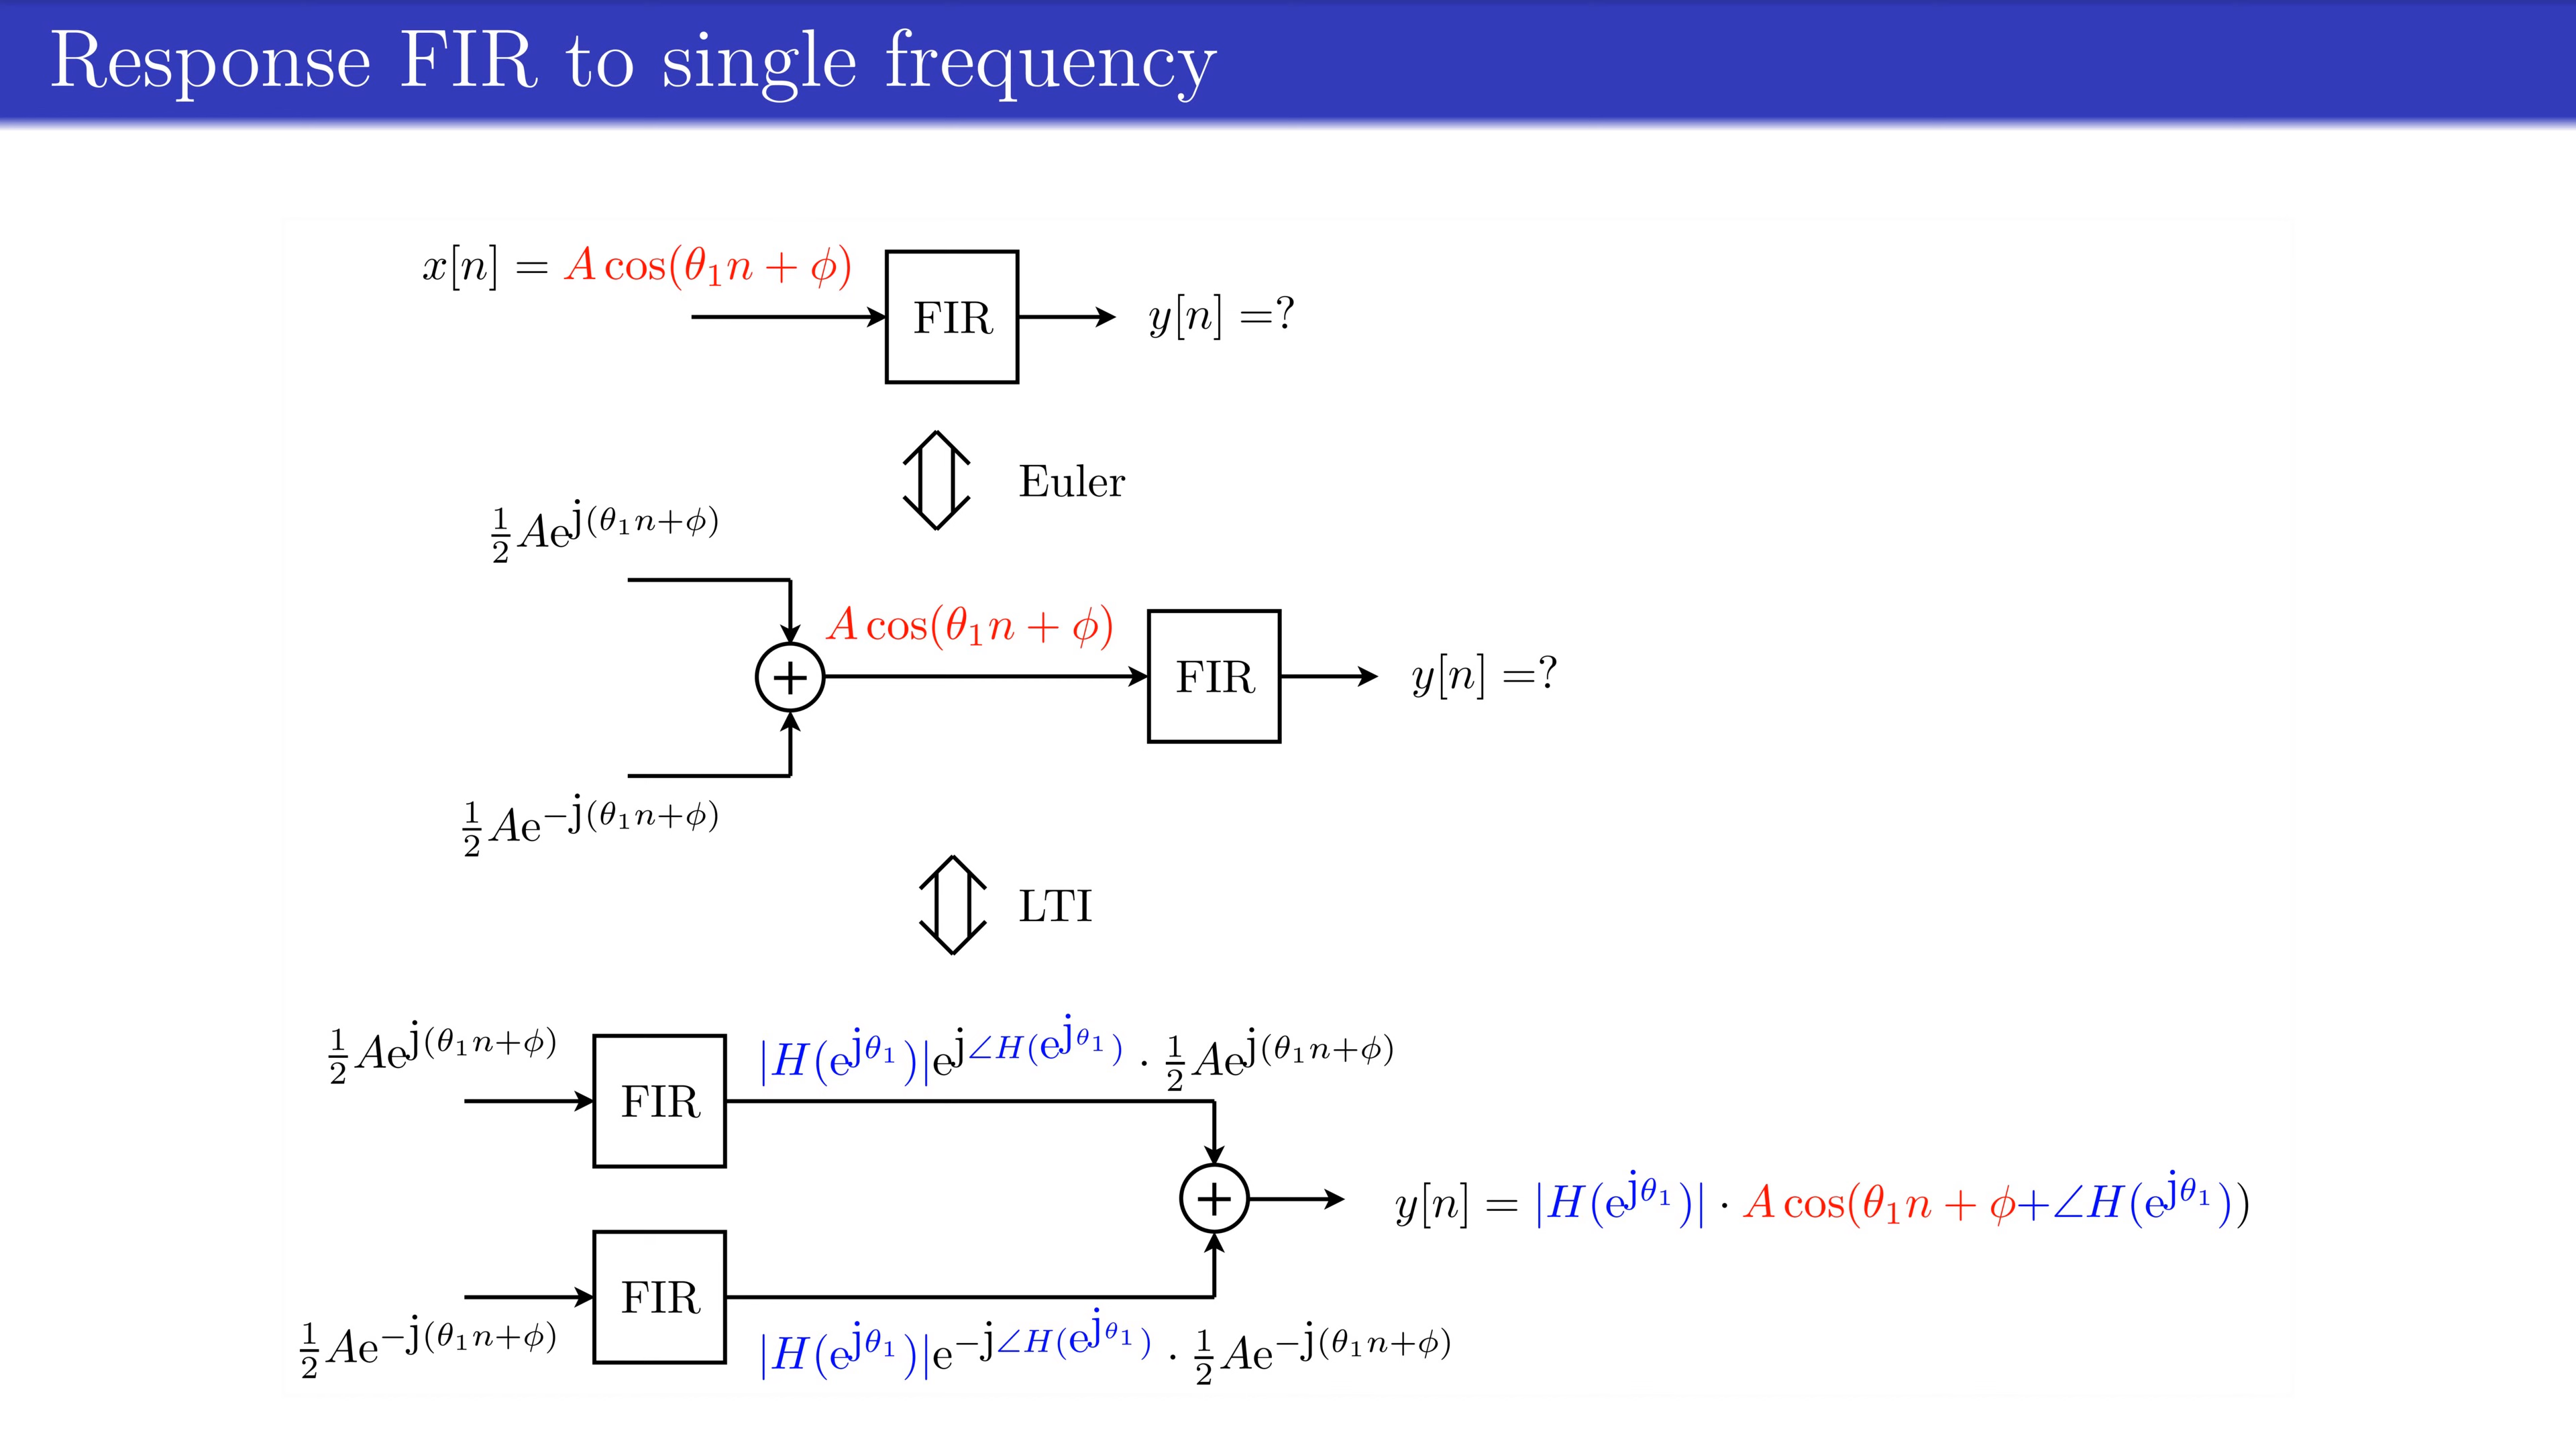 Response FIR to single frequency
x[n] = A cos(θ₁n + ϕ)
FIR
y[n] =?
Euler
½Ae^{j(θ₁n+ϕ)}
A cos(θ₁n + ϕ)
+
FIR
y[n] =?
½Ae^{−j(θ₁n+ϕ)}
LTI
½Ae^{j(θ₁n+ϕ)}
FIR
|H(e^{jθ₁})|e^{j∠H(e^{jθ₁})} · ½Ae^{j(θ₁n+ϕ)}
+
y[n] = |H(e^{jθ₁})| · A cos(θ₁n + ϕ+∠H(e^{jθ₁}))
FIR
½Ae^{−j(θ₁n+ϕ)}
|H(e^{jθ₁})|e^{−j∠H(e^{jθ₁})} · ½Ae^{−j(θ₁n+ϕ)}